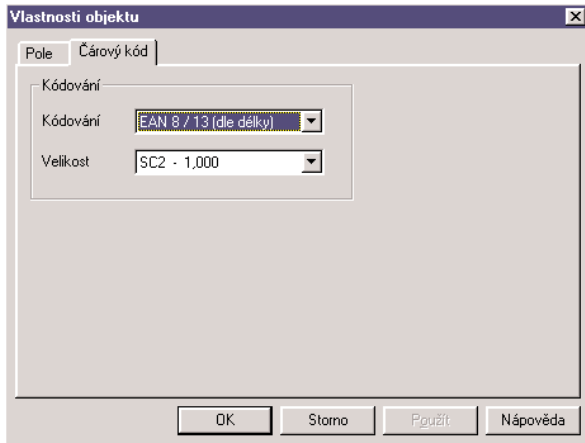 Vlastnosti objektu
Pole Čárový kód
Kódování
Kódování EAN 8 / 13 (dle délky)
Velikost SC2 - 1,000
OK Storno Použít Nápověda